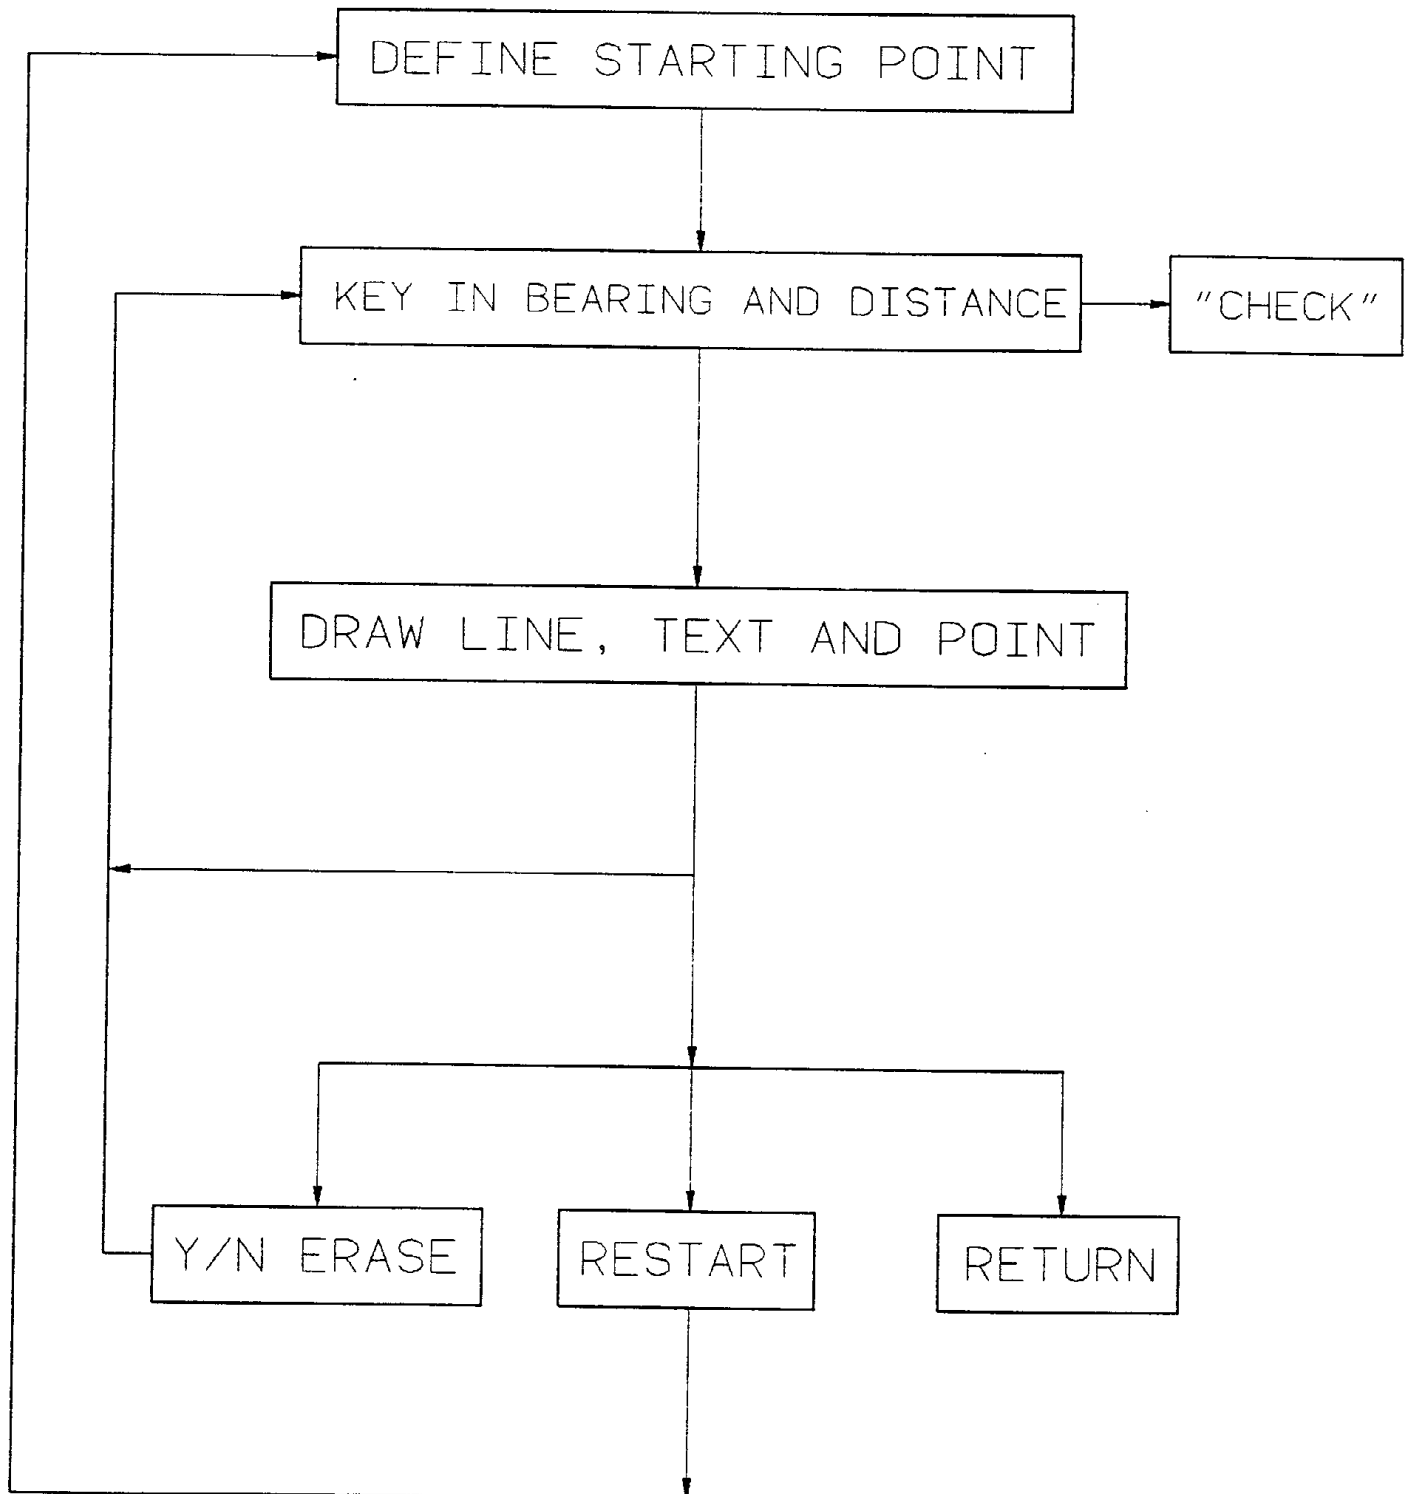 DEFINE STARTING POINT
KEY IN BEARING AND DISTANCE
"CHECK"
DRAW LINE, TEXT AND POINT
Y/N ERASE
RESTART
RETURN